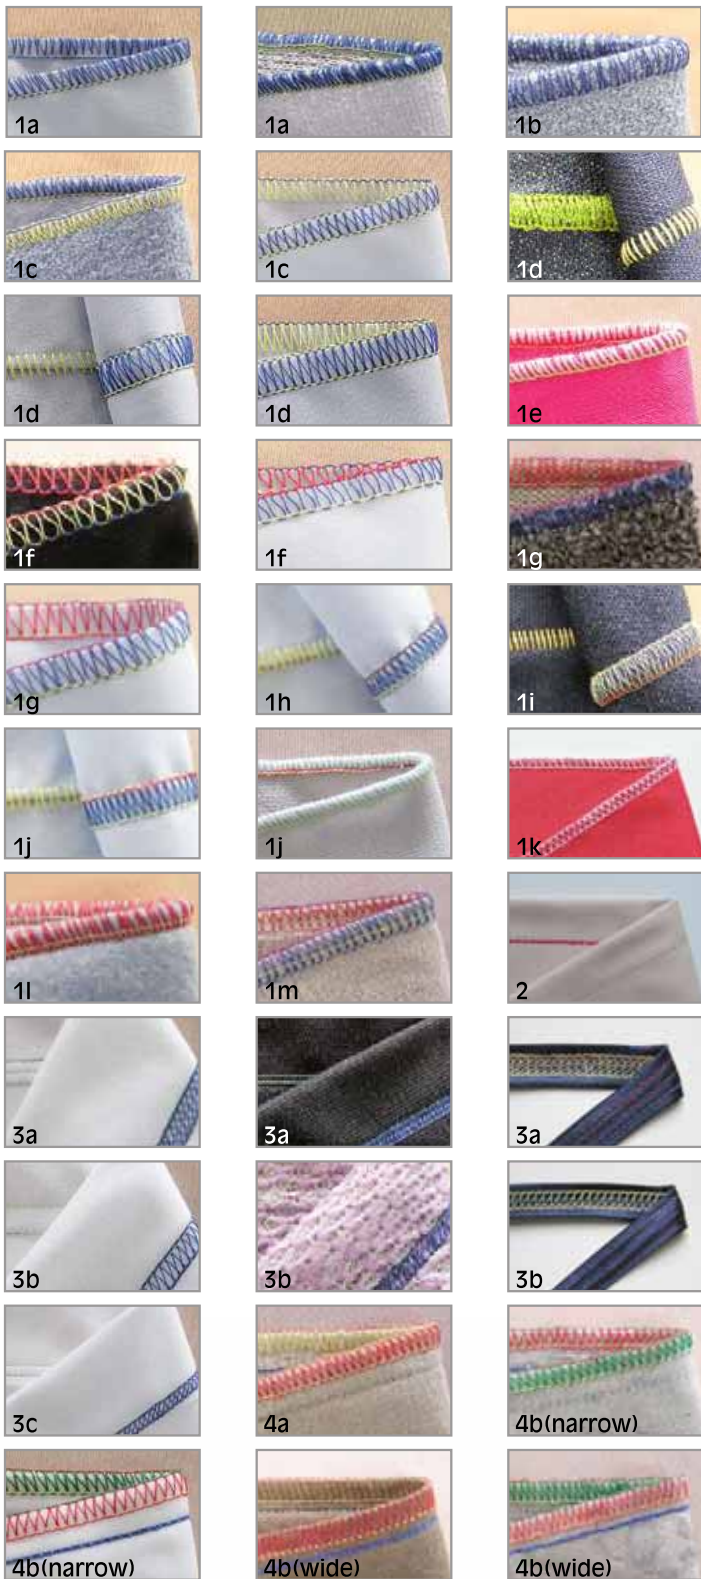 1a
1a
1b
1c
1c
1d
1d
1d
1e
1f
1f
1g
1g
1h
1i
1j
1j
1k
1l
1m
2
3a
3a
3a
3b
3b
3b
3c
4a
4b(narrow)
4b(narrow)
4b(wide)
4b(wide)